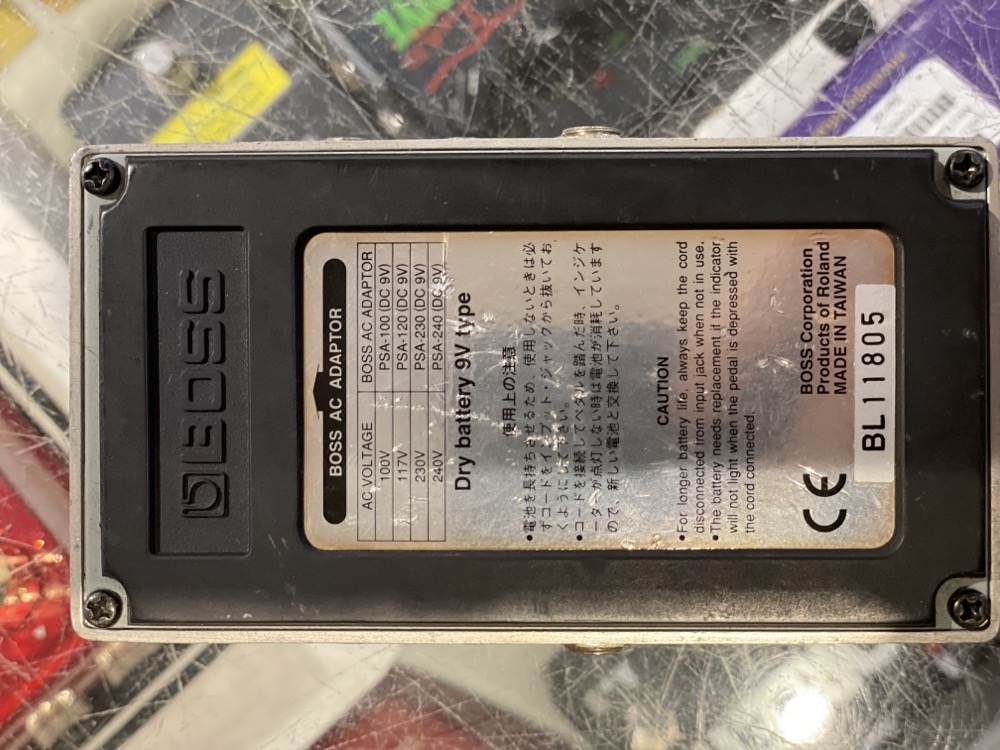 BOSS
BOSS AC ADAPTOR
AC VOLTAGE BOSS AC ADAPTOR
100V PSA-100 (DC 9V)
117V PSA-120 (DC 9V)
230V PSA-230 (DC 9V)
240V PSA-240 (DC 9V)
Dry battery 9V type
使用上の注意
•電池を長持ちさせるため、使用しないときは必
ずコードをインプット・ジャックから抜いてお
くようにして下さい。
•コードを接続してペダルを踏んだ時、インジケ
ーターが点灯しない時は電池が消耗しています
ので、新しい電池と交換して下さい。
CAUTION
•For longer battery life, always keep the cord
disconnected from input jack when not in use.
•The battery needs replacement if the indicator
will not light when the pedal is depressed with
the cord connected.
BOSS Corporation
Products of Roland
MADE IN TAIWAN
CE
BL11805